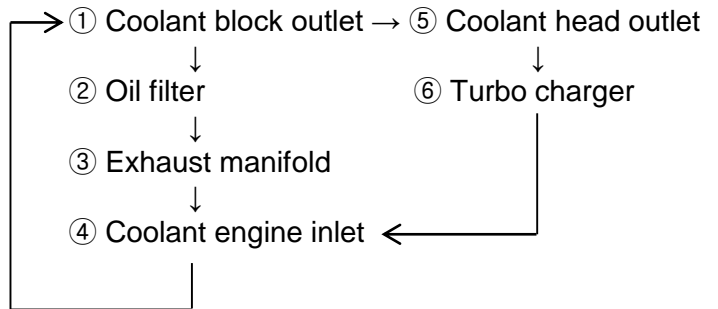 ① Coolant block outlet → ⑤ Coolant head outlet
↓ ↓
② Oil filter ⑥ Turbo charger
↓
③ Exhaust manifold
↓
④ Coolant engine inlet